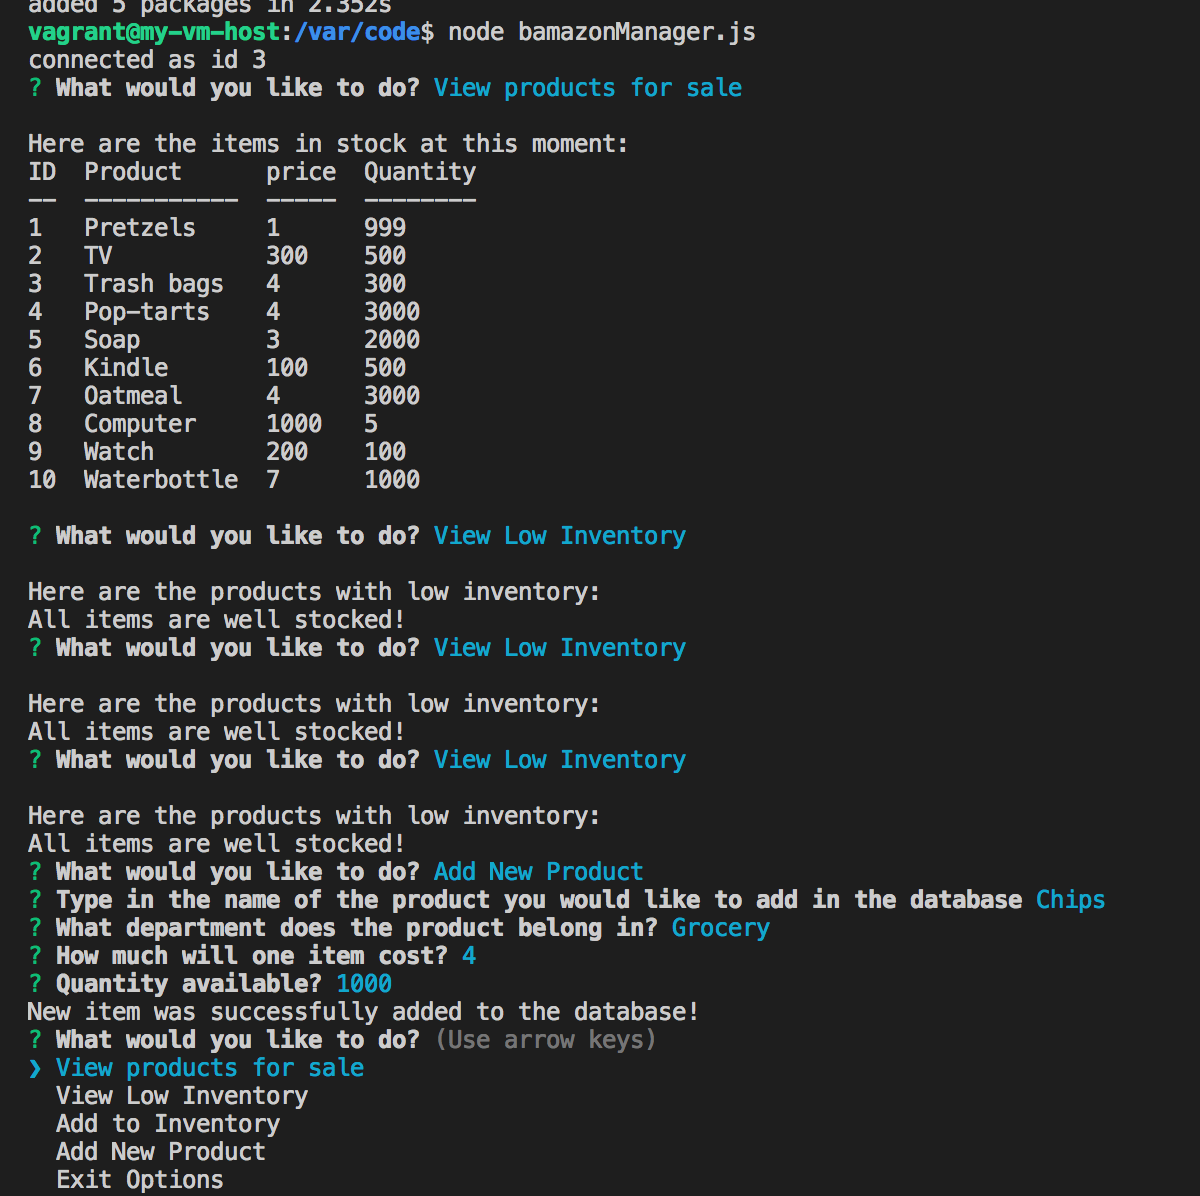 added 5 packages in 2.352s
vagrant@my-vm-host:/var/code$ node bamazonManager.js
connected as id 3
? What would you like to do? View products for sale
Here are the items in stock at this moment:
ID  Product      price  Quantity
--  -----------  -----  --------
1   Pretzels     1      999
2   TV           300    500
3   Trash bags   4      300
4   Pop-tarts    4      3000
5   Soap         3      2000
6   Kindle       100    500
7   Oatmeal      4      3000
8   Computer     1000   5
9   Watch        200    100
10  Waterbottle  7      1000
? What would you like to do? View Low Inventory
Here are the products with low inventory:
All items are well stocked!
? What would you like to do? View Low Inventory
Here are the products with low inventory:
All items are well stocked!
? What would you like to do? View Low Inventory
Here are the products with low inventory:
All items are well stocked!
? What would you like to do? Add New Product
? Type in the name of the product you would like to add in the database Chips
? What department does the product belong in? Grocery
? How much will one item cost? 4
? Quantity available? 1000
New item was successfully added to the database!
? What would you like to do? (Use arrow keys)
❯ View products for sale
  View Low Inventory
  Add to Inventory
  Add New Product
  Exit Options